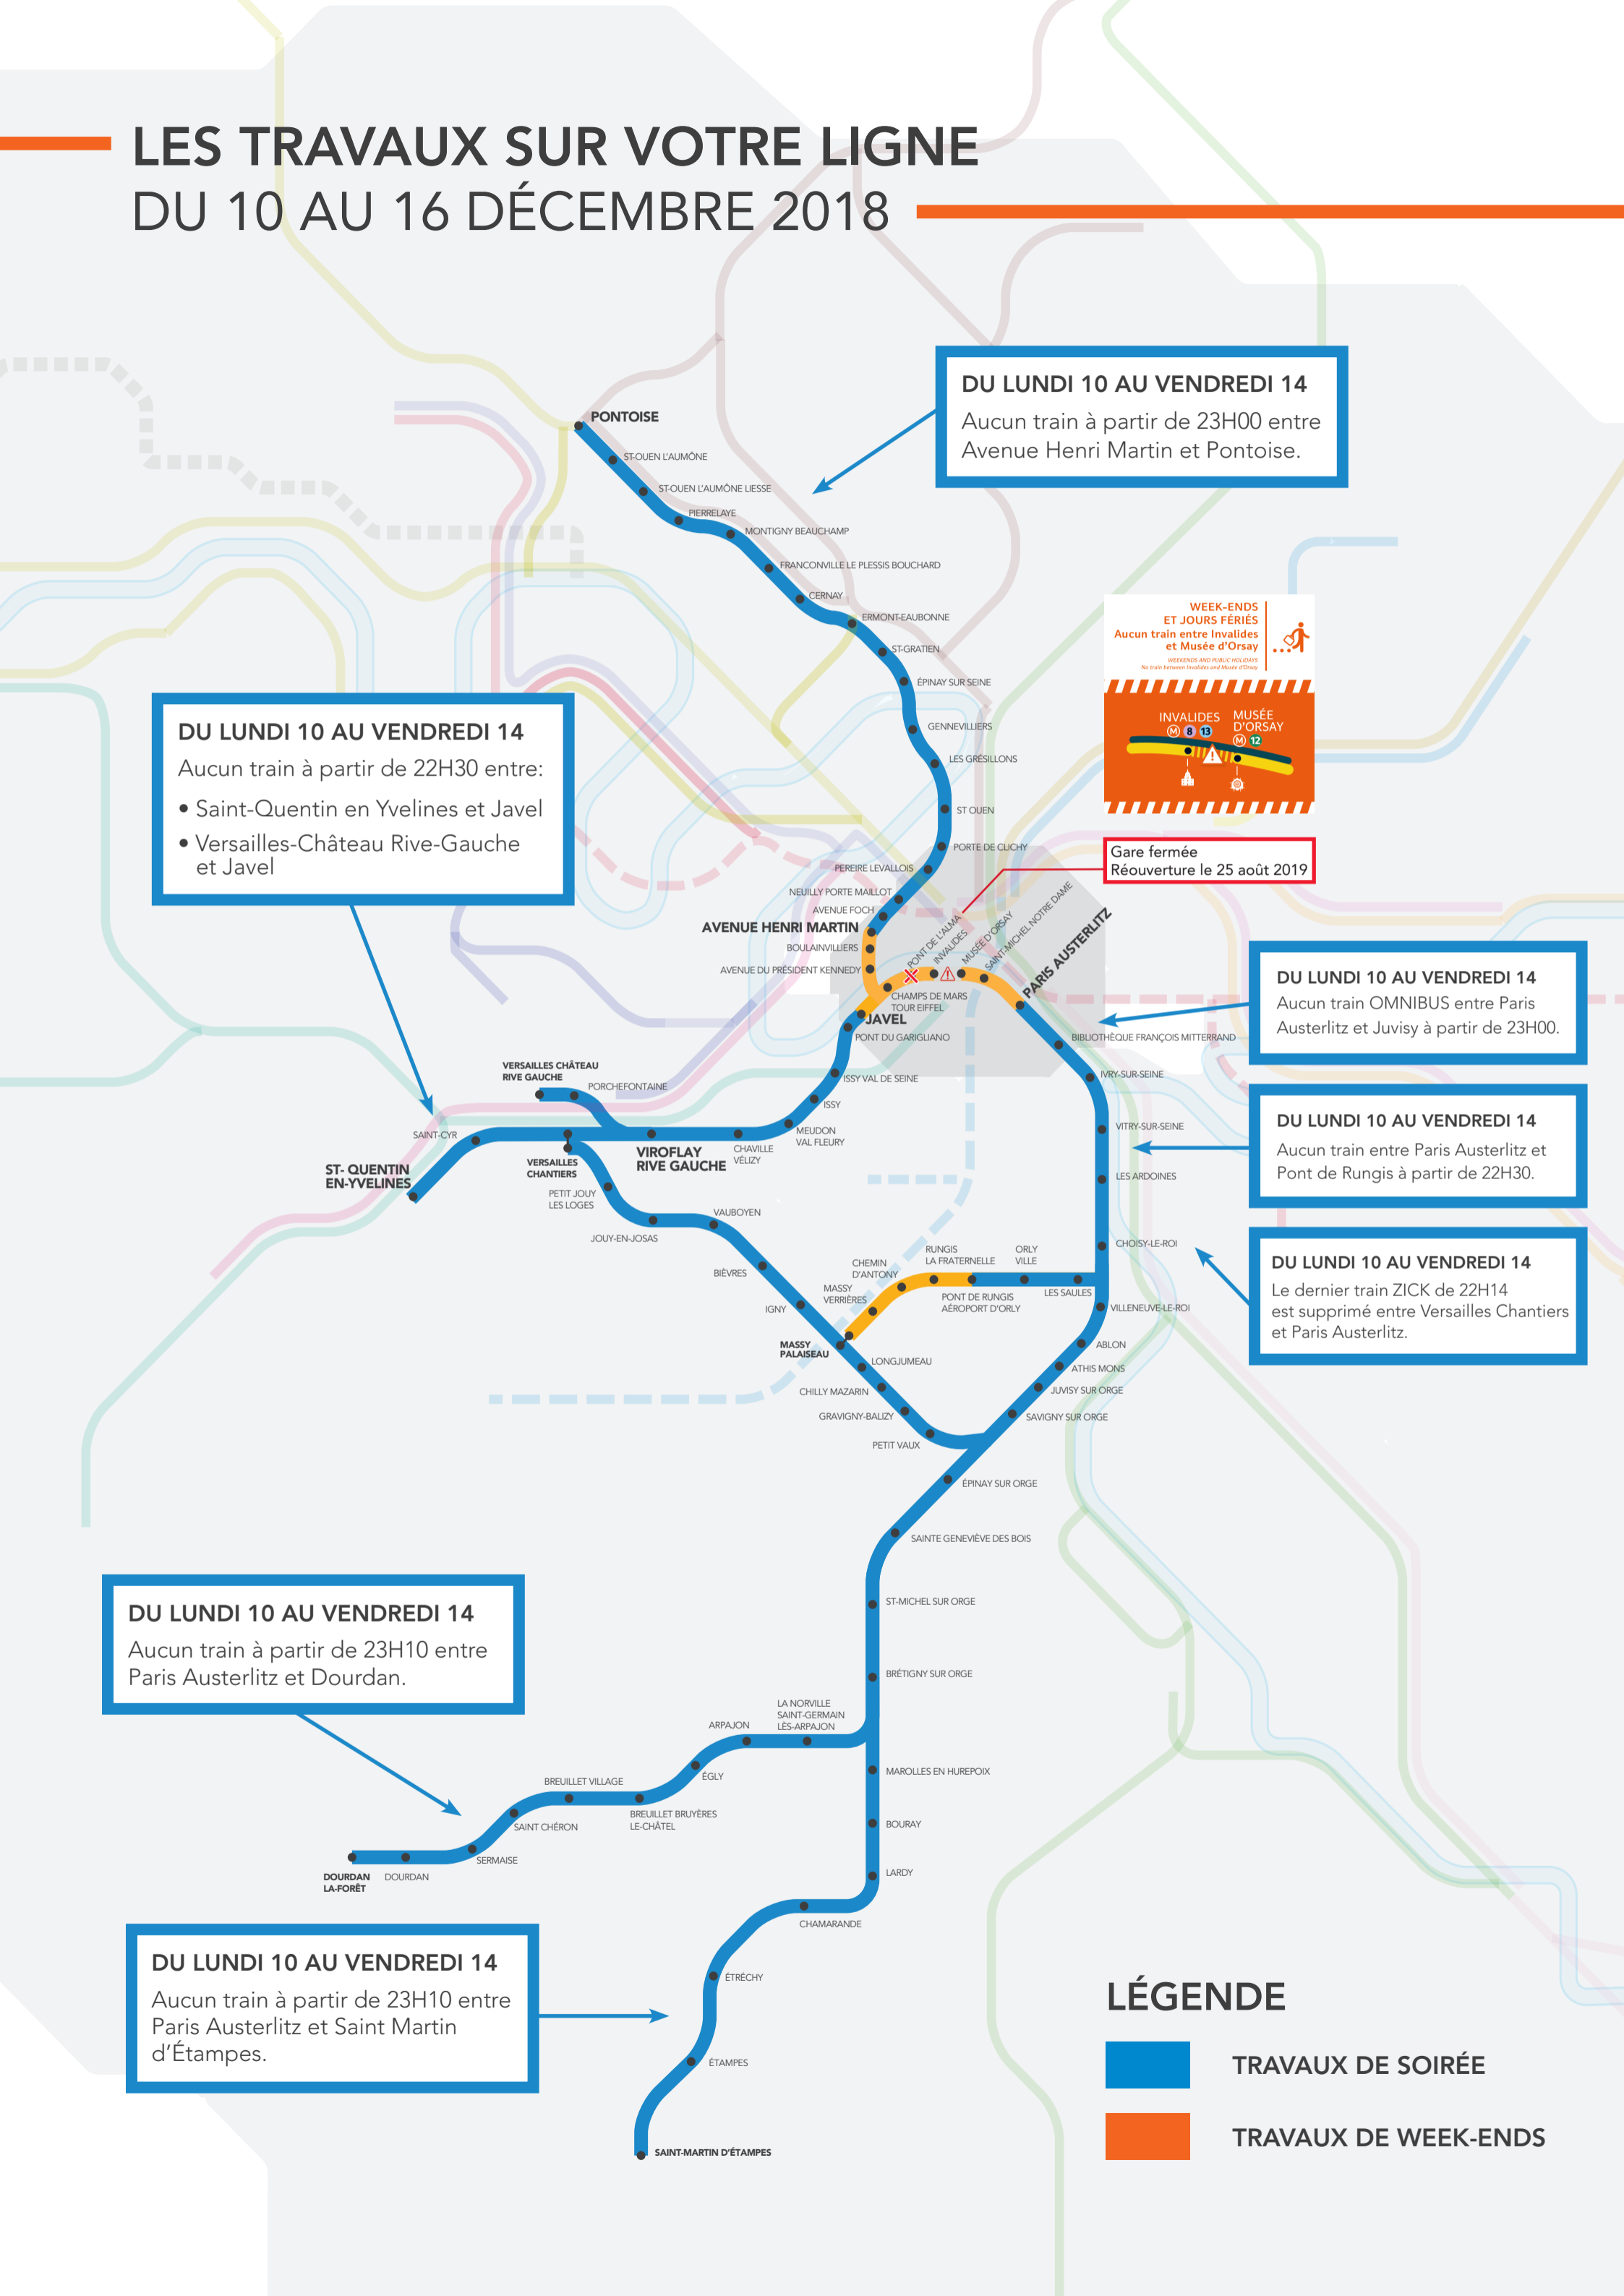 LES TRAVAUX SUR VOTRE LIGNE
DU 10 AU 16 DÉCEMBRE 2018
DU LUNDI 10 AU VENDREDI 14
Aucun train à partir de 23H00 entre
Avenue Henri Martin et Pontoise.
PONTOISE
ST-OUEN L'AUMÔNE
ST-OUEN L'AUMÔNE LIESSE
PIERRELAYE
MONTIGNY BEAUCHAMP
FRANCONVILLE LE PLESSIS BOUCHARD
CERNAY
ERMONT-EAUBONNE
ST-GRATIEN
ÉPINAY SUR SEINE
GENNEVILLIERS
LES GRÉSILLONS
ST OUEN
PORTE DE CLICHY
PEREIRE LEVALLOIS
NEUILLY PORTE MAILLOT
AVENUE FOCH
AVENUE HENRI MARTIN
BOULAINVILLIERS
AVENUE DU PRÉSIDENT KENNEDY
WEEK-ENDS
ET JOURS FÉRIÉS
Aucun train entre Invalides
et Musée d'Orsay
WEEKENDS AND PUBLIC HOLIDAYS
No train between Invalides and Musée d'Orsay
INVALIDES
M 8 13
MUSÉE
D'ORSAY
M 12
Gare fermée
Réouverture le 25 août 2019
DU LUNDI 10 AU VENDREDI 14
Aucun train à partir de 22H30 entre:
• Saint-Quentin en Yvelines et Javel
• Versailles-Château Rive-Gauche
et Javel
PONT DE L'ALMA
INVALIDES
MUSÉE D'ORSAY
SAINT-MICHEL NOTRE DAME
PARIS AUSTERLITZ
CHAMPS DE MARS
TOUR EIFFEL
JAVEL
PONT DU GARIGLIANO
ISSY VAL DE SEINE
ISSY
MEUDON
VAL FLEURY
CHAVILLE
VÉLIZY
VIROFLAY
RIVE GAUCHE
VERSAILLES CHÂTEAU
RIVE GAUCHE
PORCHEFONTAINE
SAINT-CYR
ST- QUENTIN
EN-YVELINES
VERSAILLES
CHANTIERS
PETIT JOUY
LES LOGES
JOUY-EN-JOSAS
VAUBOYEN
BIÈVRES
IGNY
MASSY
PALAISEAU
MASSY
VERRIÈRES
CHEMIN
D'ANTONY
RUNGIS
LA FRATERNELLE
PONT DE RUNGIS
AÉROPORT D'ORLY
ORLY
VILLE
LES SAULES
BIBLIOTHÈQUE FRANÇOIS MITTERRAND
IVRY-SUR-SEINE
VITRY-SUR-SEINE
LES ARDOINES
CHOISY-LE-ROI
VILLENEUVE-LE-ROI
ABLON
ATHIS MONS
JUVISY SUR ORGE
SAVIGNY SUR ORGE
DU LUNDI 10 AU VENDREDI 14
Aucun train OMNIBUS entre Paris
Austerlitz et Juvisy à partir de 23H00.
DU LUNDI 10 AU VENDREDI 14
Aucun train entre Paris Austerlitz et
Pont de Rungis à partir de 22H30.
DU LUNDI 10 AU VENDREDI 14
Le dernier train ZICK de 22H14
est supprimé entre Versailles Chantiers
et Paris Austerlitz.
LONGJUMEAU
CHILLY MAZARIN
GRAVIGNY-BALIZY
PETIT VAUX
ÉPINAY SUR ORGE
SAINTE GENEVIÈVE DES BOIS
ST-MICHEL SUR ORGE
BRÉTIGNY SUR ORGE
DU LUNDI 10 AU VENDREDI 14
Aucun train à partir de 23H10 entre
Paris Austerlitz et Dourdan.
LA NORVILLE
SAINT-GERMAIN
LÈS-ARPAJON
ARPAJON
ÉGLY
BREUILLET BRUYÈRES
LE-CHÂTEL
BREUILLET VILLAGE
SAINT CHÉRON
SERMAISE
DOURDAN
DOURDAN
LA-FORÊT
MAROLLES EN HUREPOIX
BOURAY
LARDY
CHAMARANDE
ÉTRÉCHY
ÉTAMPES
SAINT-MARTIN D'ÉTAMPES
DU LUNDI 10 AU VENDREDI 14
Aucun train à partir de 23H10 entre
Paris Austerlitz et Saint Martin
d'Étampes.
LÉGENDE
TRAVAUX DE SOIRÉE
TRAVAUX DE WEEK-ENDS